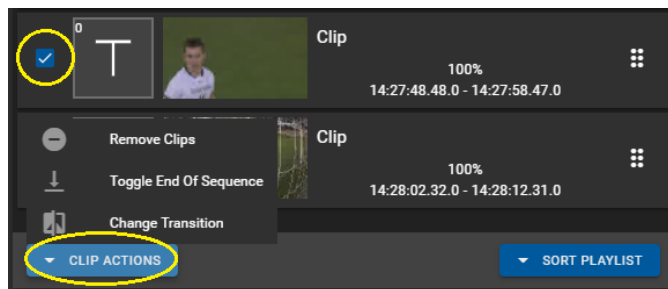 0
T
Clip
100%
14:27:48.48.0 - 14:27:58.47.0
Clip
100%
14:28:02.32.0 - 14:28:12.31.0
Remove Clips
Toggle End Of Sequence
Change Transition
CLIP ACTIONS
SORT PLAYLIST